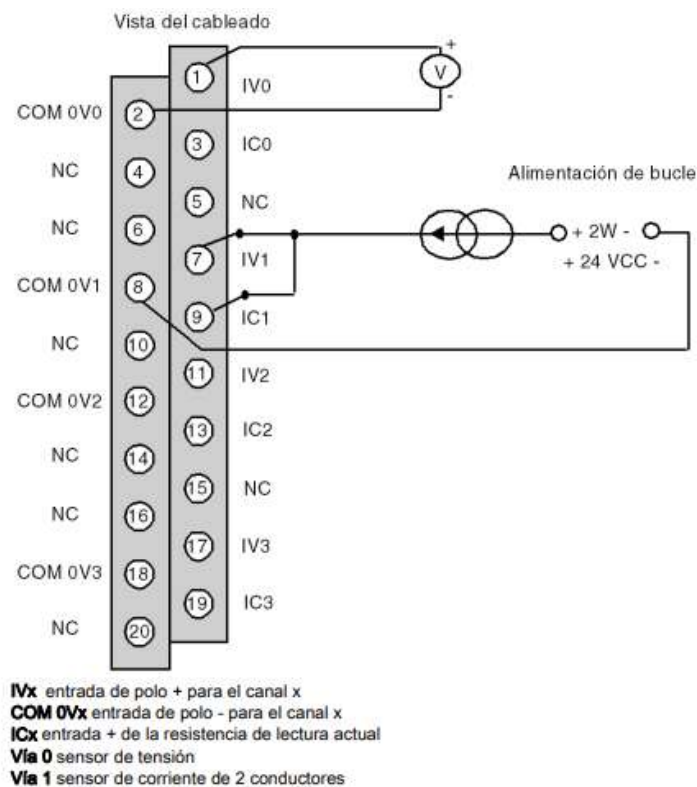 Vista del cableado
+
1
V
IV0
-
COM 0V0
2
3
IC0
NC
4
Alimentación de bucle
5
NC
NC
6
+ 2W -
7
IV1
+ 24 VCC -
COM 0V1
8
9
IC1
NC
10
11
IV2
COM 0V2
12
13
IC2
NC
14
15
NC
NC
16
17
IV3
COM 0V3
18
19
IC3
NC
20
IVx entrada de polo + para el canal x
COM 0Vx entrada de polo - para el canal x
ICx entrada + de la resistencia de lectura actual
Vía 0 sensor de tensión
Vía 1 sensor de corriente de 2 conductores